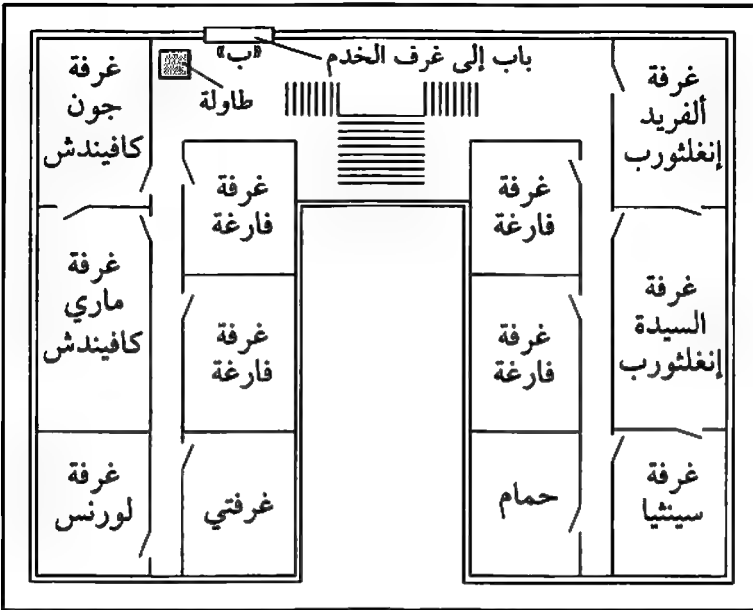 باب إلى غرف الخدم
«ب»
طاولة
غرفة
ألفريد
إنغلثورب
غرفة
السيدة
إنغلثورب
غرفة
سينثيا
غرفة
فارغة
غرفة
فارغة
حمام
غرفة
فارغة
غرفة
فارغة
غرفتي
غرفة
جون
كافيندش
غرفة
ماري
كافيندش
غرفة
لورنس